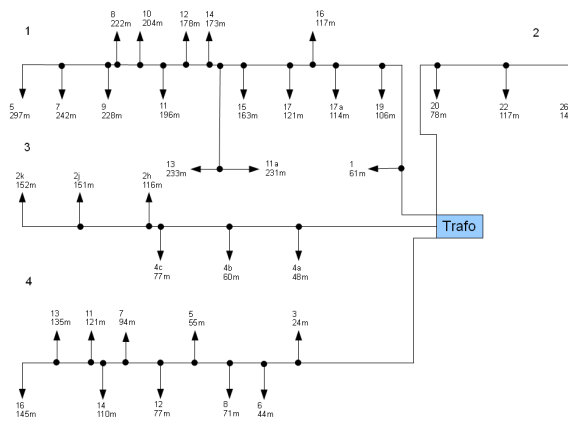 1
8
222m
10
204m
12
178m
14
173m
16
117m
2
5
297m
7
242m
9
228m
11
196m
15
163m
17
121m
17a
114m
19
106m
20
78m
22
117m
3
13
233m
11a
231m
1
61m
2k
152m
2j
151m
2h
116m
Trafo
4c
77m
4b
60m
4a
48m
4
13
135m
11
121m
7
94m
5
55m
3
24m
16
145m
14
110m
12
77m
8
71m
6
44m